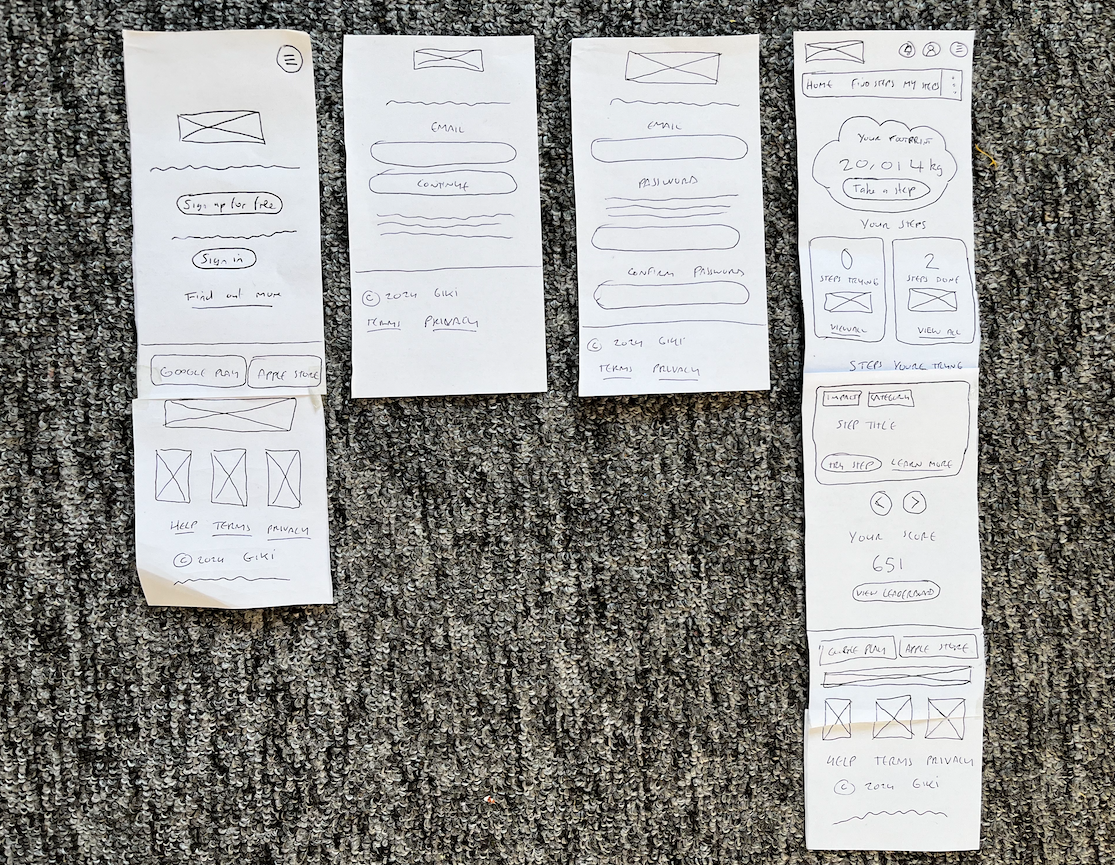 Sign up for free
Sign in
Find out more
GOOGLE PLAY
APPLE STORE
HELP TERMS PRIVACY
© 2024 GIKI
EMAIL
CONTINUE
© 2024 GIKI
TERMS PRIVACY
EMAIL
PASSWORD
CONFIRM PASSWORD
© 2024 GIKI
TERMS PRIVACY
HOME FIND STEPS MY STEPS
YOUR FOOTPRINT
20,014 kg
Take a step
YOUR STEPS
0
STEPS TRYING
VIEW ALL
2
STEPS DONE
VIEW ALL
STEPS YOU'RE TRYING
IMPACT CATEGORY
STEP TITLE
TRY STEP LEARN MORE
< >
YOUR SCORE
651
VIEW LEADERBOARD
GOOGLE PLAY
APPLE STORE
HELP TERMS PRIVACY
© 2024 GIKI